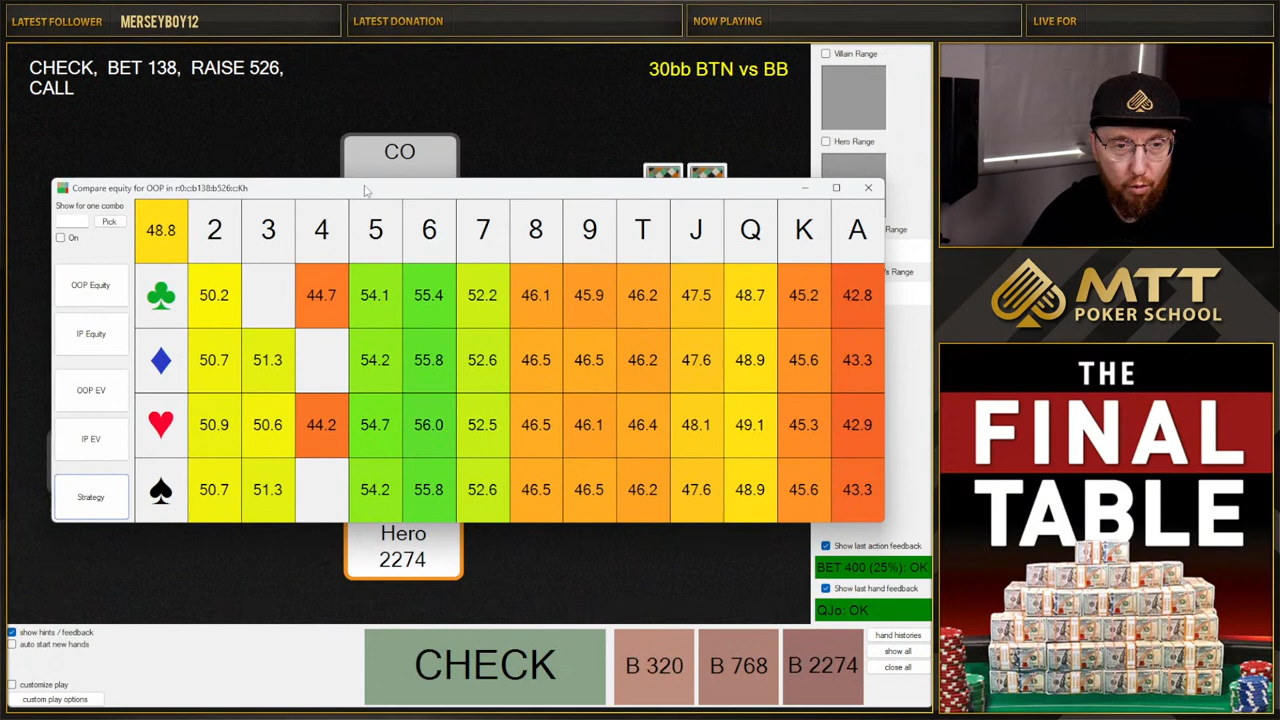 LATEST FOLLOWER MERSEYBOY12 LATEST DONATION NOW PLAYING LIVE FOR
CHECK, BET 138, RAISE 526,
CALL
30bb BTN vs BB
Villain Range
Hero Range
CO
Compare equity for OOP in r:0:c:b138:b526:c:Kh
Show for one combo
Pick
On
48.8 2 3 4 5 6 7 8 9 T J Q K A
OOP Equity
♣ 50.2 44.7 54.1 55.4 52.2 46.1 45.9 46.2 47.5 48.7 45.2 42.8
IP Equity
♦ 50.7 51.3 54.2 55.8 52.6 46.5 46.5 46.2 47.6 48.9 45.6 43.3
OOP EV
♥ 50.9 50.6 44.2 54.7 56.0 52.5 46.5 46.1 46.4 48.1 49.1 45.3 42.9
IP EV
♠ 50.7 51.3 54.2 55.8 52.6 46.5 46.5 46.2 47.6 48.9 45.6 43.3
Strategy
Range
's Range
Hero
2274
Show last action feedback
BET 400 (25%): OK
Show last hand feedback
QJo: OK
show hints / feedback
auto start new hands
customize play
custom play options
CHECK
B 320
B 768
B 2274
hand histories
show all
close all
MTT
POKER SCHOOL
THE
FINAL
TABLE